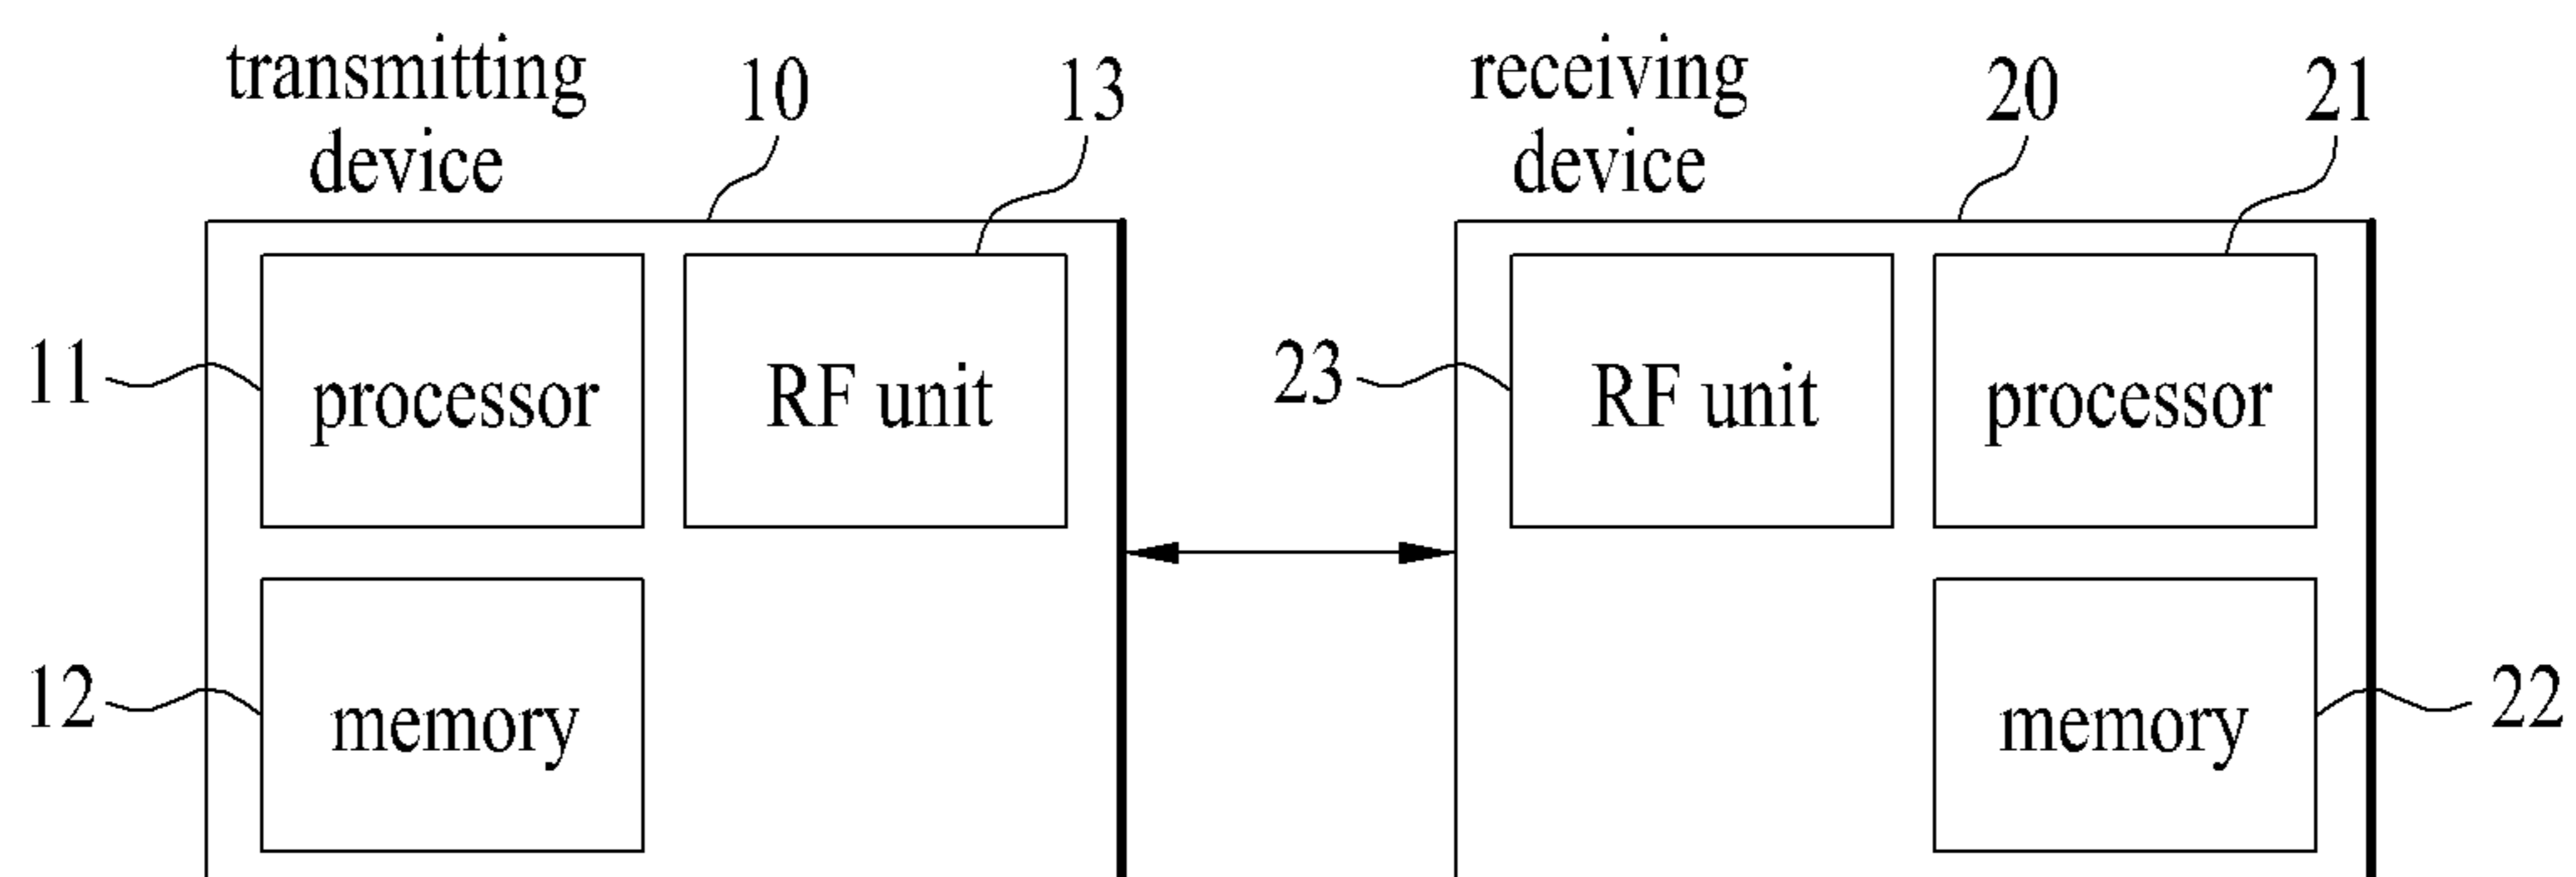 transmitting
device
10
13
receiving
device
20
21
11
processor
RF unit
23
RF unit
processor
12
memory
memory
22